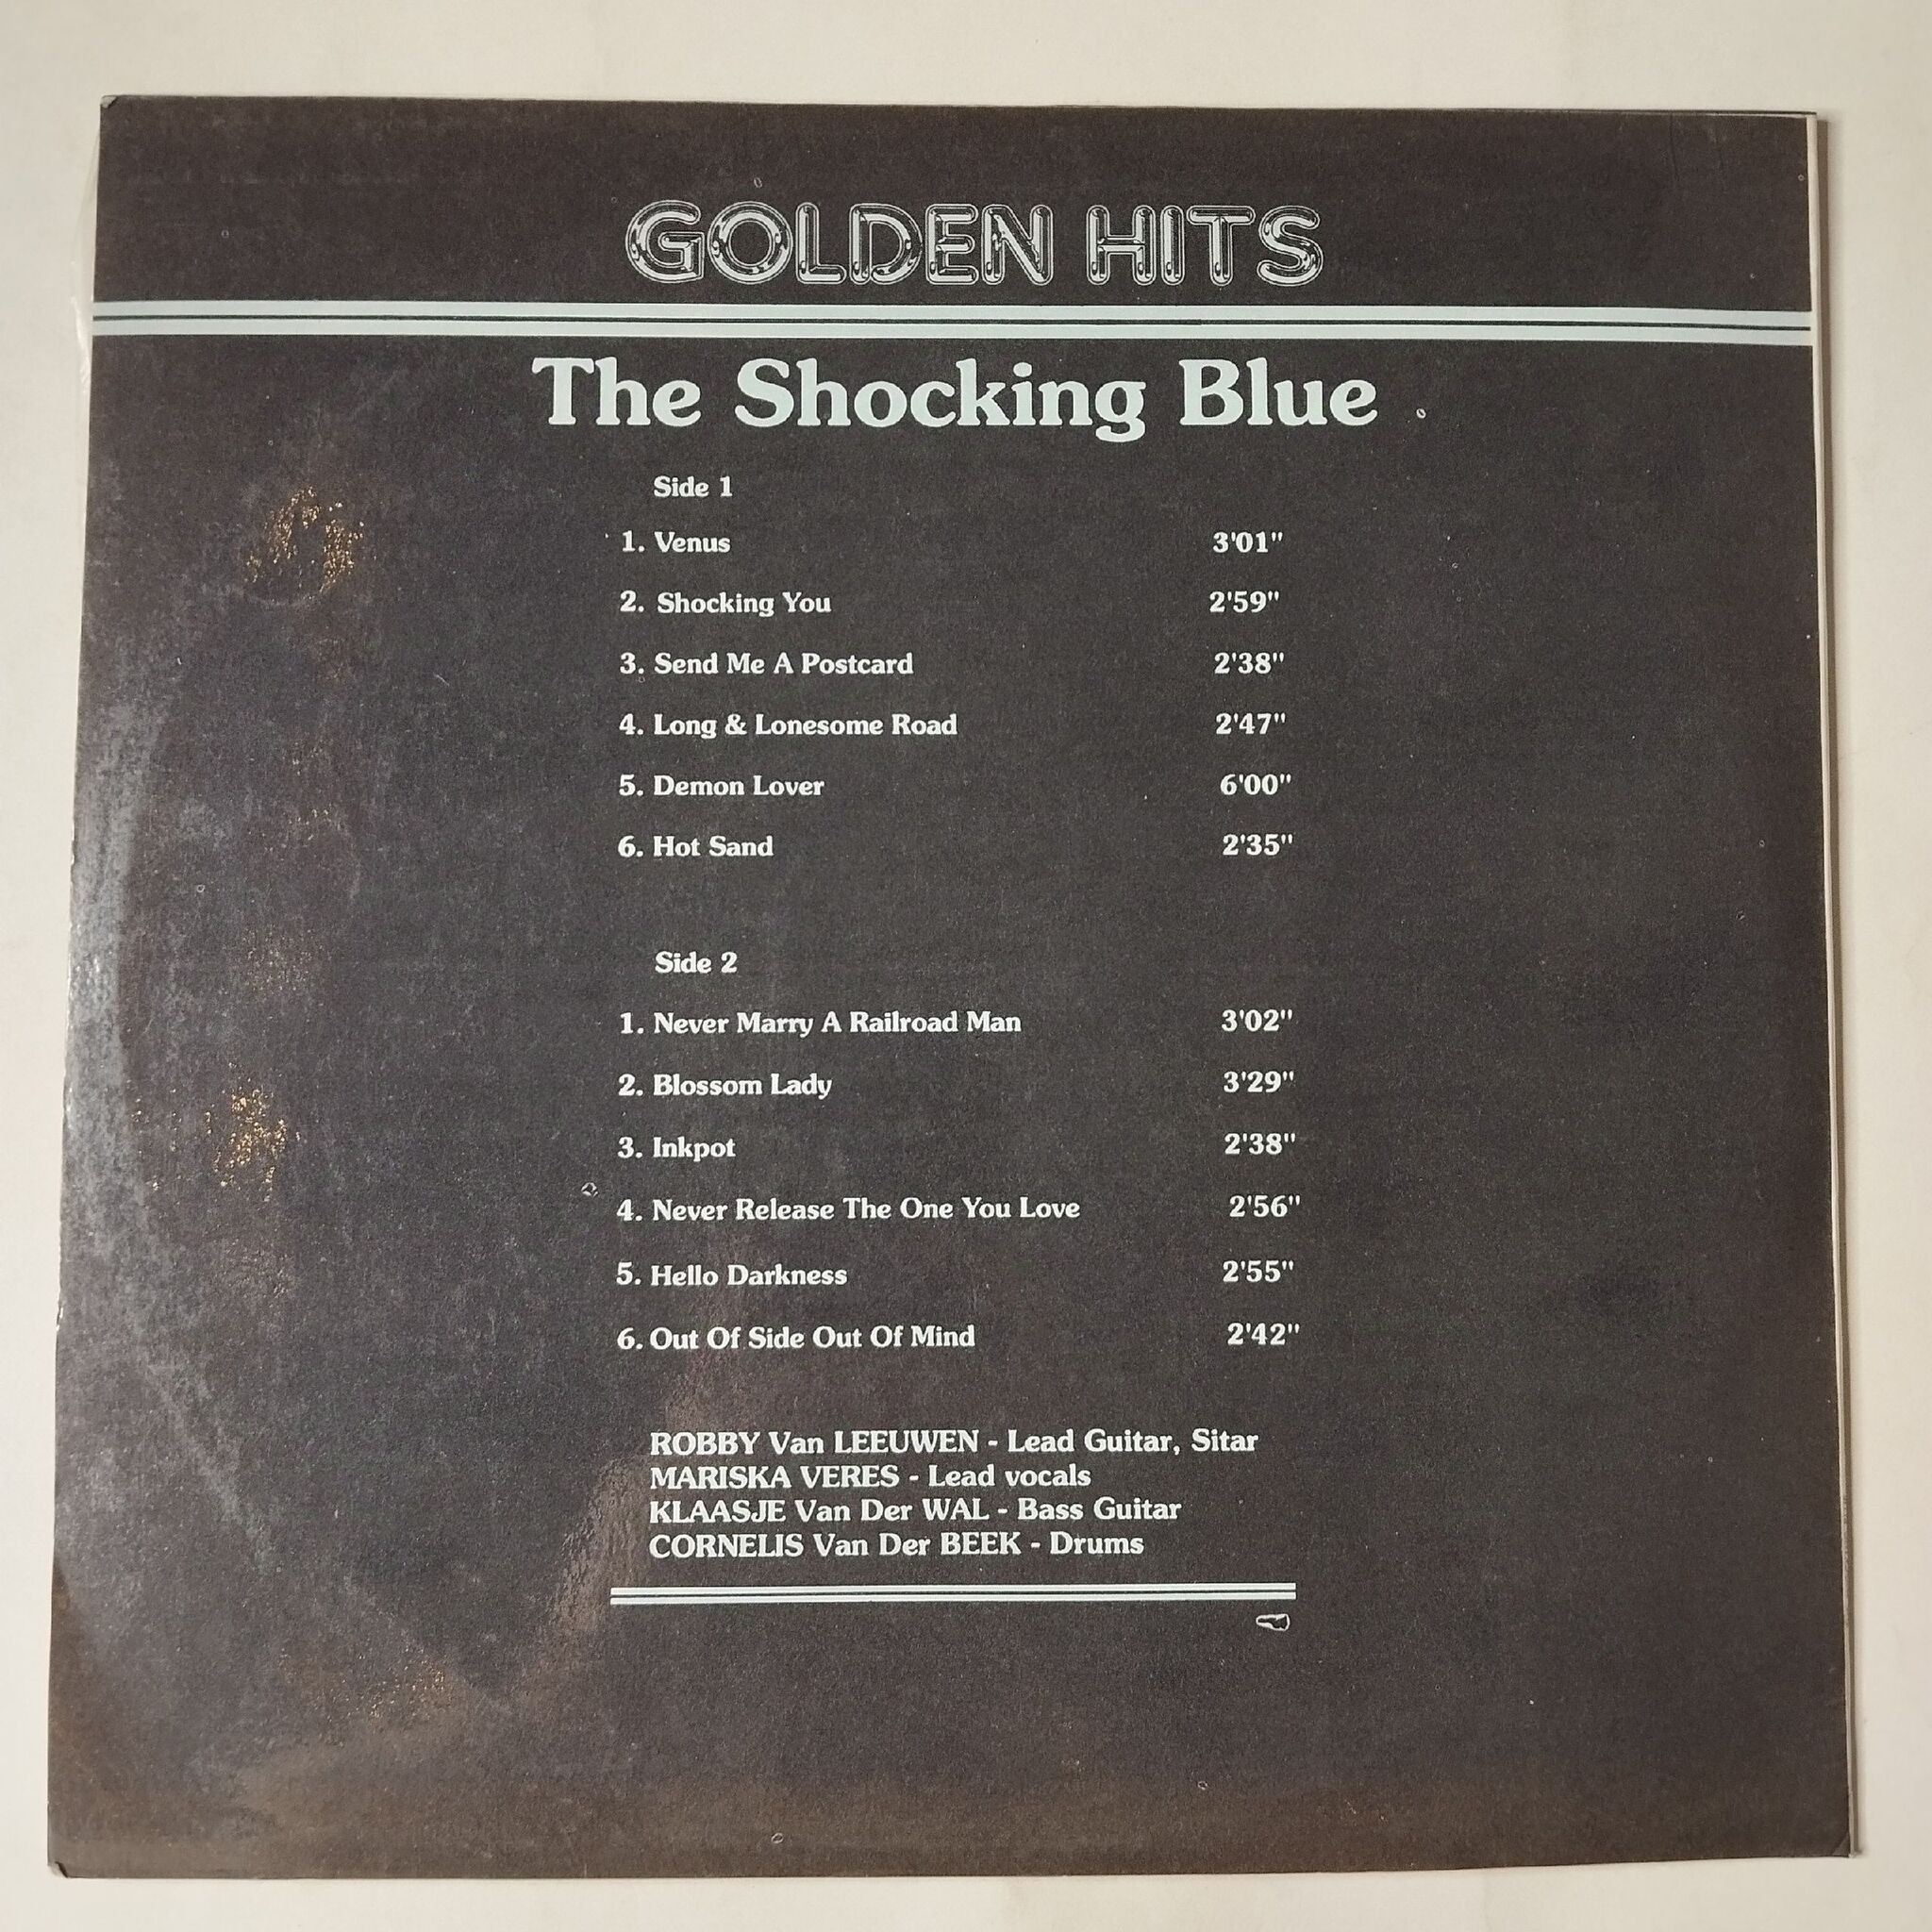 GOLDEN HITS
The Shocking Blue
Side 1
1. Venus 3'01"
2. Shocking You 2'59"
3. Send Me A Postcard 2'38"
4. Long & Lonesome Road 2'47"
5. Demon Lover 6'00"
6. Hot Sand 2'35"
Side 2
1. Never Marry A Railroad Man 3'02"
2. Blossom Lady 3'29"
3. Inkpot 2'38"
4. Never Release The One You Love 2'56"
5. Hello Darkness 2'55"
6. Out Of Side Out Of Mind 2'42"
ROBBY Van LEEUWEN - Lead Guitar, Sitar
MARISKA VERES - Lead vocals
KLAASJE Van Der WAL - Bass Guitar
CORNELIS Van Der BEEK - Drums